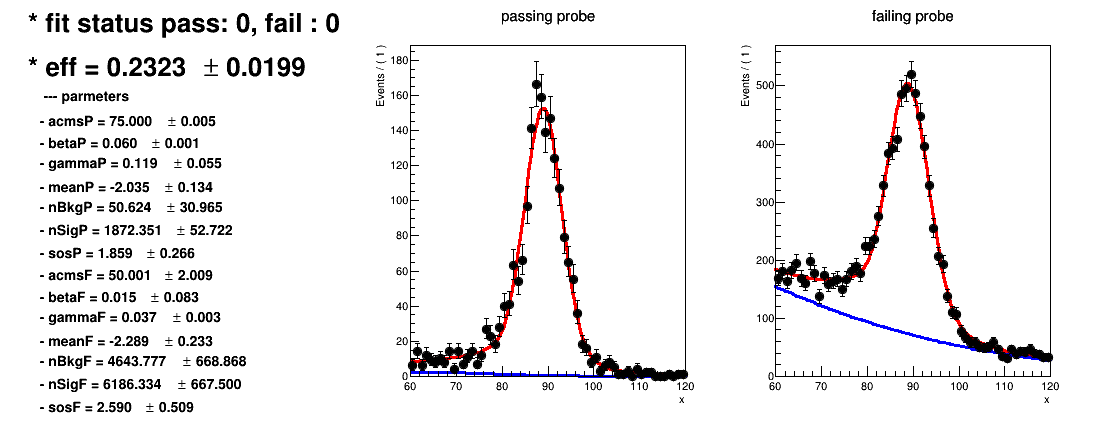 * fit status pass: 0, fail : 0
* eff = 0.2323 ± 0.0199
--- parmeters
- acmsP = 75.000 ± 0.005
- betaP = 0.060 ± 0.001
- gammaP = 0.119 ± 0.055
- meanP = -2.035 ± 0.134
- nBkgP = 50.624 ± 30.965
- nSigP = 1872.351 ± 52.722
- sosP = 1.859 ± 0.266
- acmsF = 50.001 ± 2.009
- betaF = 0.015 ± 0.083
- gammaF = 0.037 ± 0.003
- meanF = -2.289 ± 0.233
- nBkgF = 4643.777 ± 668.868
- nSigF = 6186.334 ± 667.500
- sosF = 2.590 ± 0.509
passing probe
Events / ( 1 )
180
160
140
120
100
80
60
40
20
0
60 70 80 90 100 110 120
x
failing probe
Events / ( 1 )
500
400
300
200
100
0
60 70 80 90 100 110 120
x